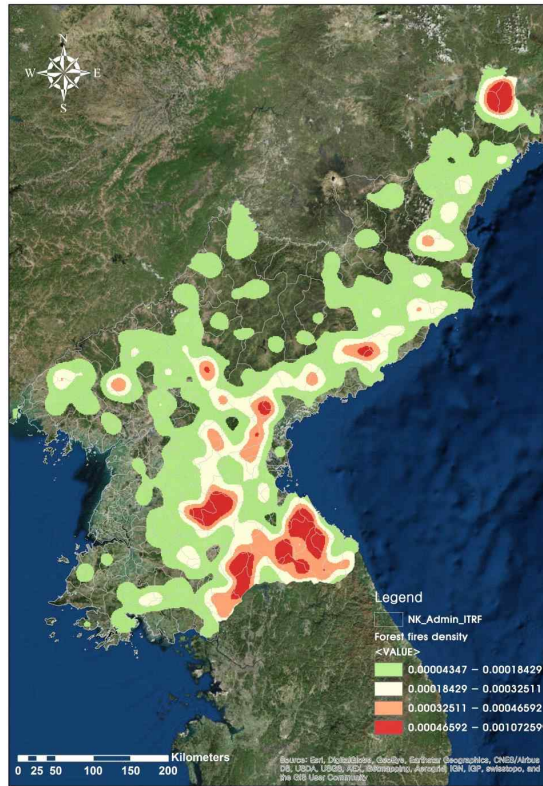 N
W E
S
Legend
NK_Admin_ITRF
Forest fires density
<VALUE>
0.00004347 – 0.00018429
0.00018429 – 0.00032511
0.00032511 – 0.00046592
0.00046592 – 0.00107259
Kilometers
0 25 50 100 150 200
Source: Esri, DigitalGlobe, GeoEye, Earthstar Geographics, CNES/Airbus
DS, USDA, USGS, AEX, Getmapping, Aerogrid, IGN, IGP, swisstopo, and
the GIS User Community